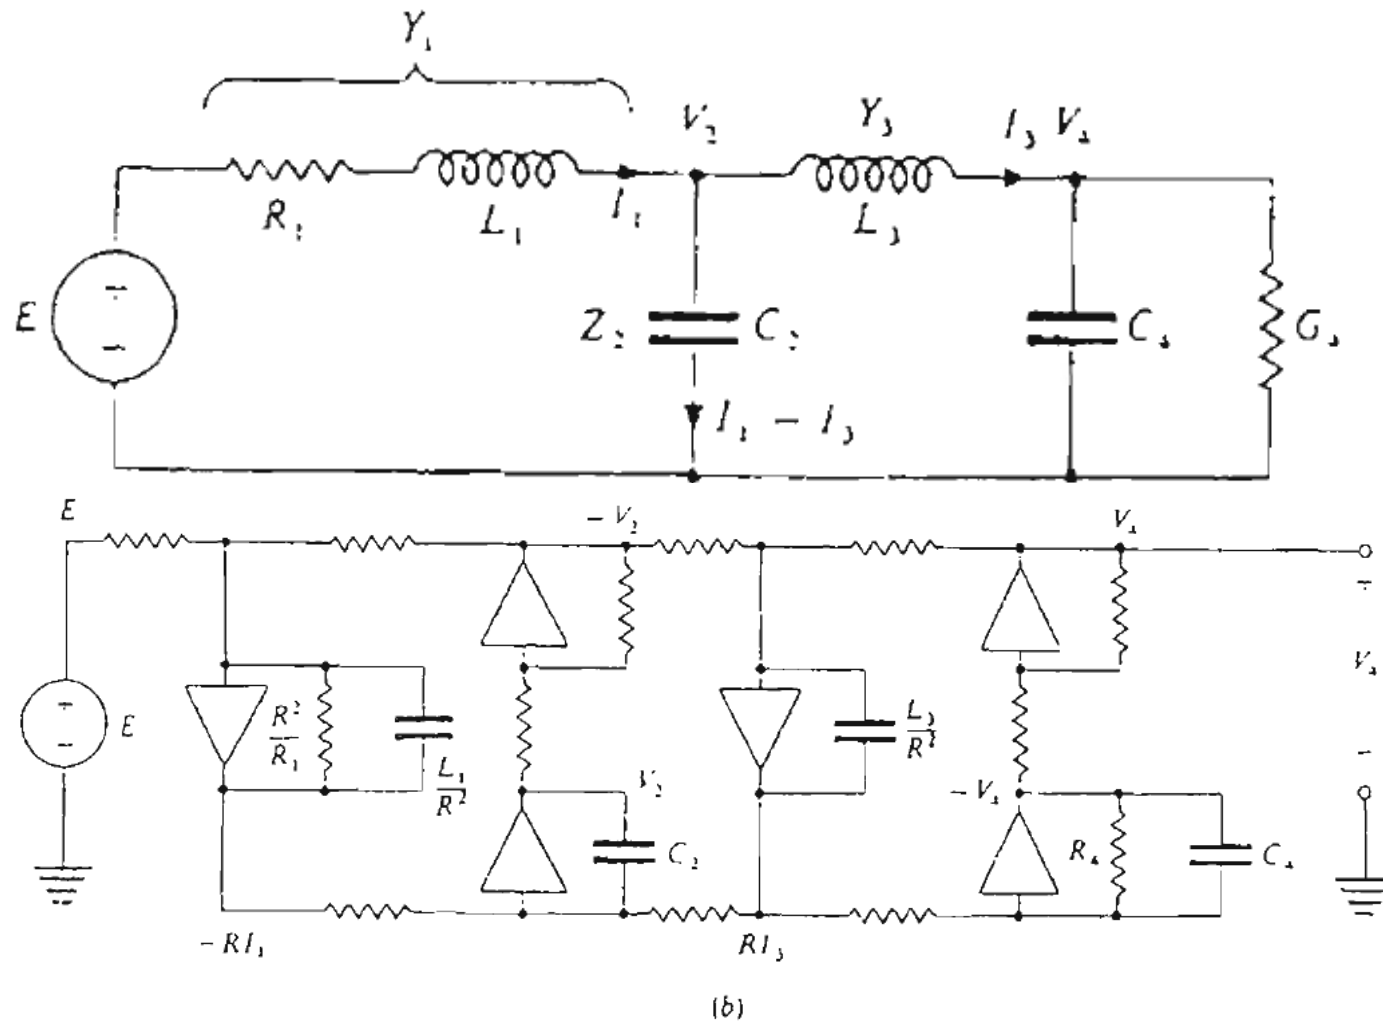 Y₁
V₂ Y₃ I₃ V₄
R₁ L₁ I₁ L₃
E + − Z₂ C₂ C₄ G₄
I₁ − I₃
E −V₂ V₄
+ − E R²/R₁ L₁/R² L₃/R² + V₄ −
V₂ −V₄
C₂ R₄ C₄
−RI₁ RI₃
(b)